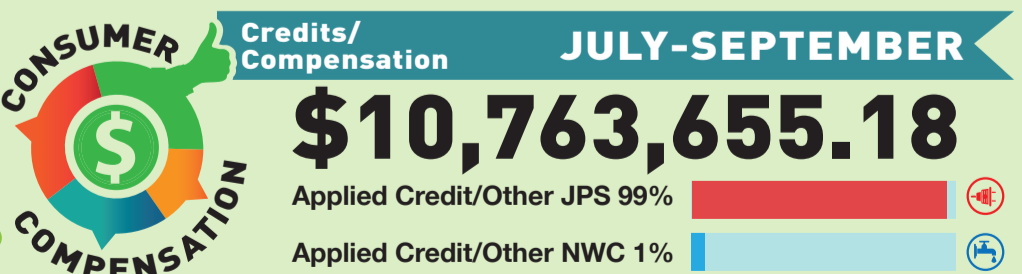 CONSUMER
COMPENSATION
$
Credits/
Compensation
JULY-SEPTEMBER
$10,763,655.18
Applied Credit/Other JPS 99%
Applied Credit/Other NWC 1%